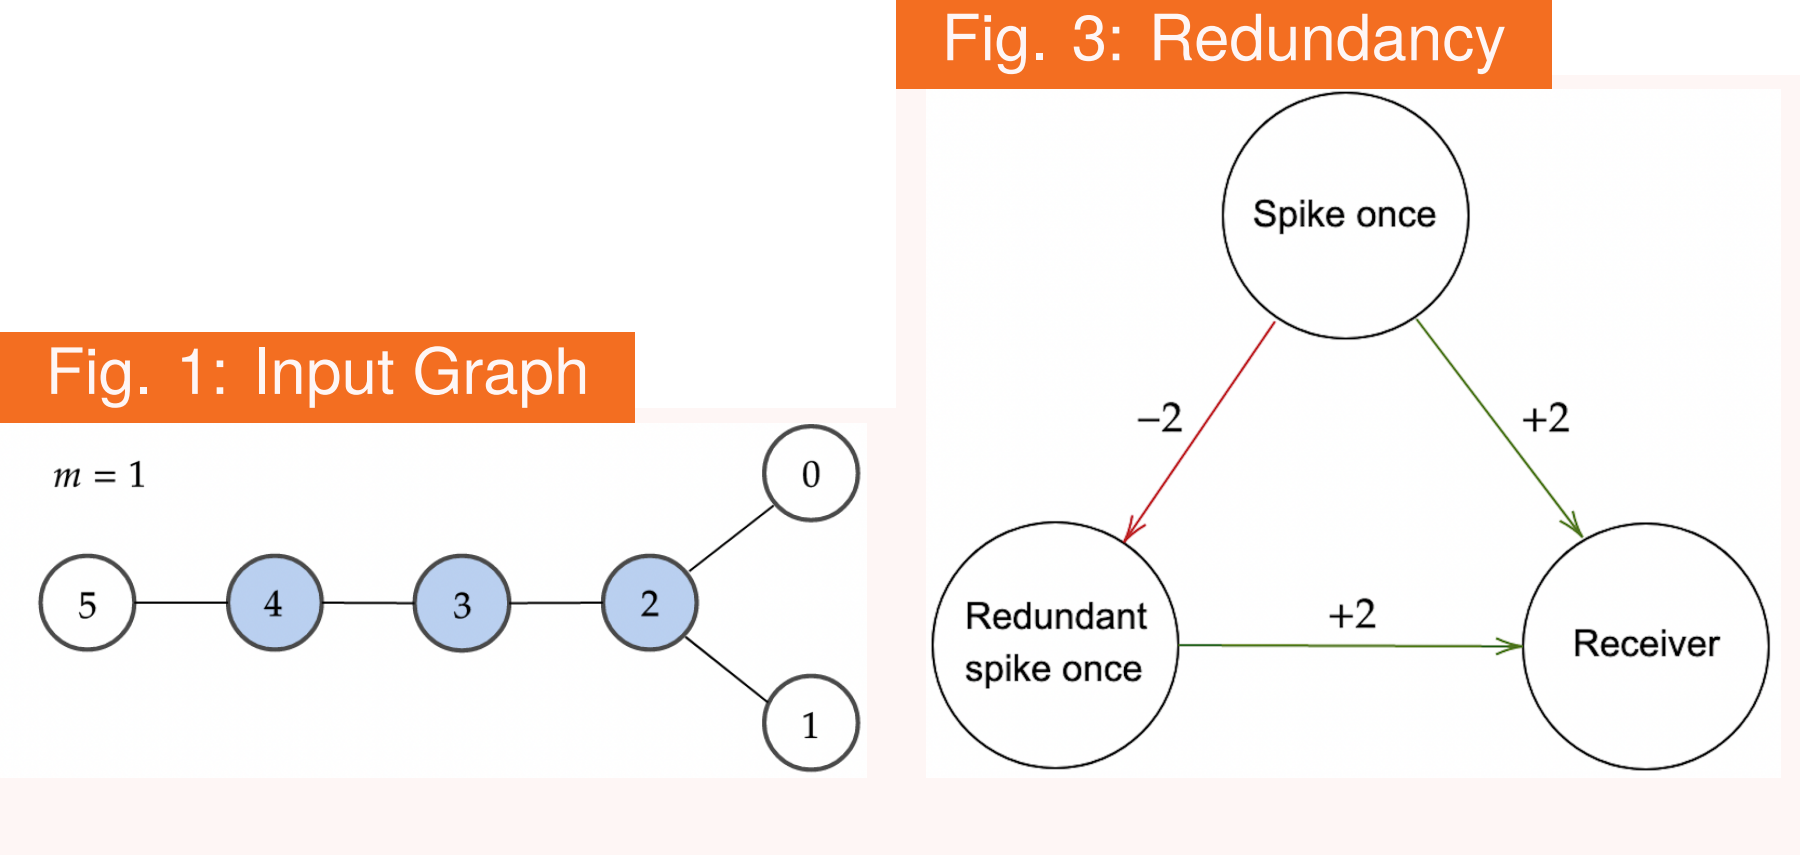 Fig. 1: Input Graph
m = 1
0
5
4
3
2
1
Fig. 3: Redundancy
Spike once
−2
+2
Redundant
spike once
+2
Receiver